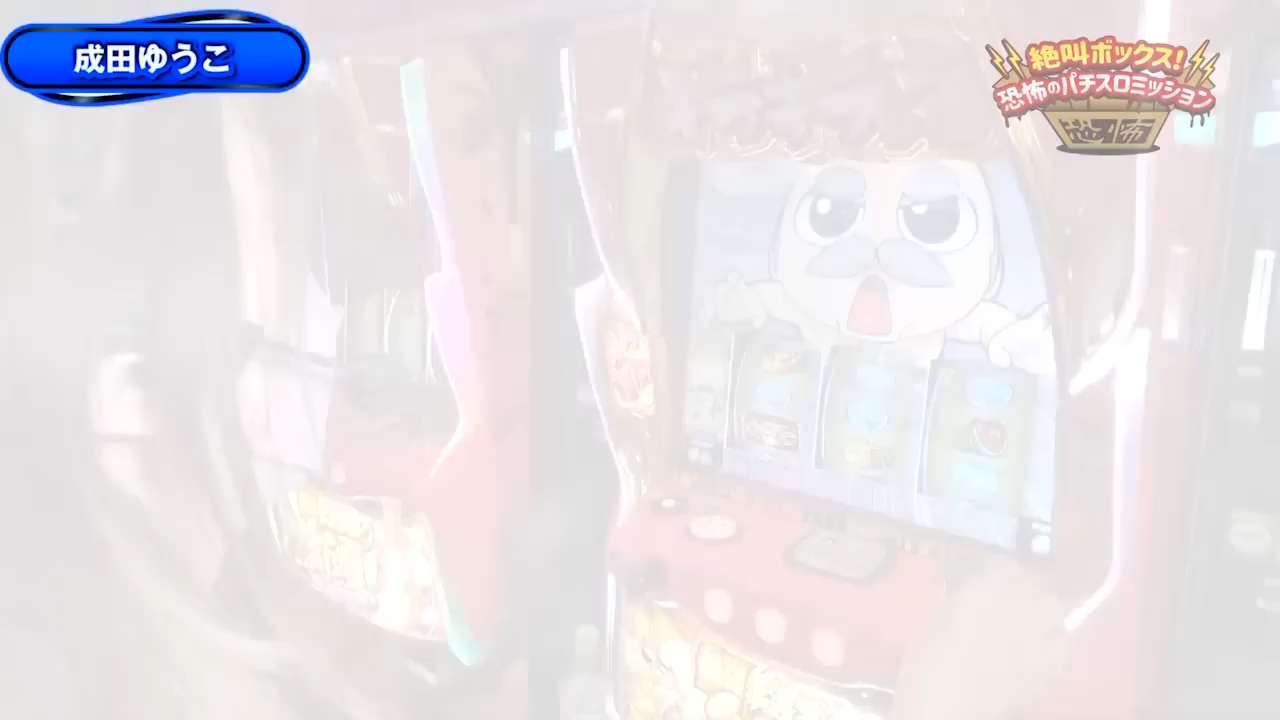 成田ゆうこ
絶叫ボックス!
恐怖のパチスロミッション
恐怖